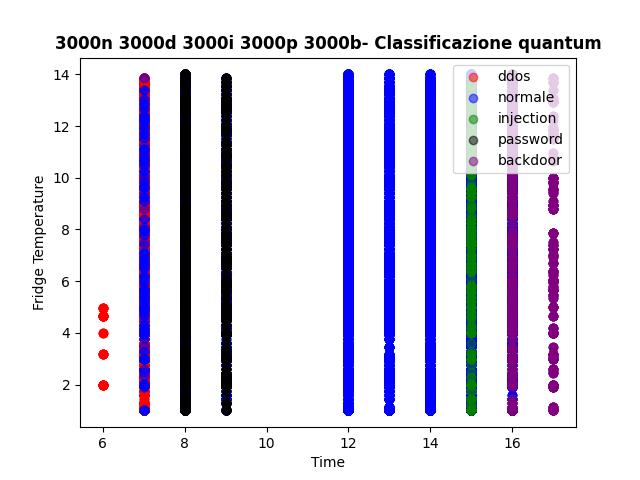 3000n 3000d 3000i 3000p 3000b- Classificazione quantum
14
12
10
8
6
4
2
Fridge Temperature
ddos
normale
injection
password
backdoor
6 8 10 12 14 16
Time